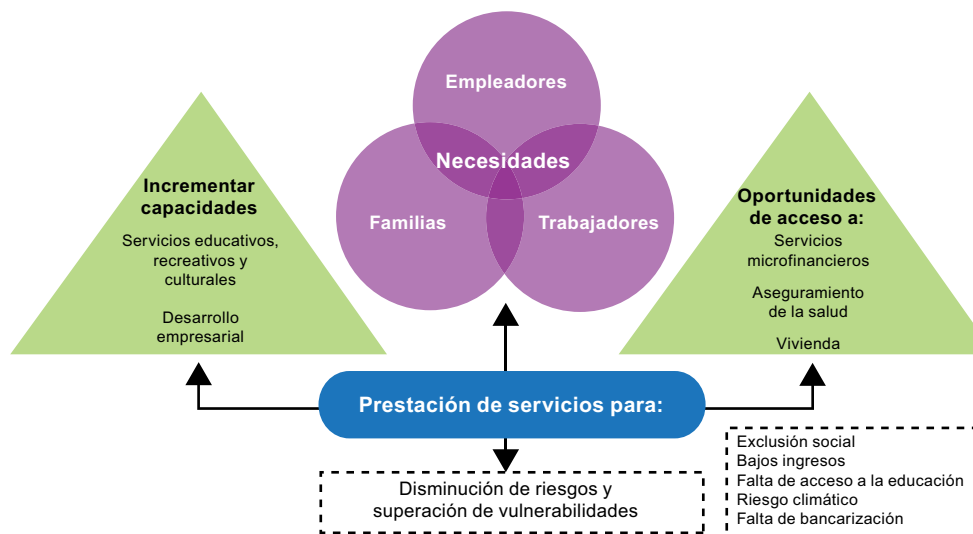 Empleadores
Necesidades
Familias
Trabajadores
Incrementar
capacidades
Servicios educativos,
recreativos y
culturales
Desarrollo
empresarial
Oportunidades
de acceso a:
Servicios
microfinancieros
Aseguramiento
de la salud
Vivienda
Prestación de servicios para:
Disminución de riesgos y
superación de vulnerabilidades
Exclusión social
Bajos ingresos
Falta de acceso a la educación
Riesgo climático
Falta de bancarización